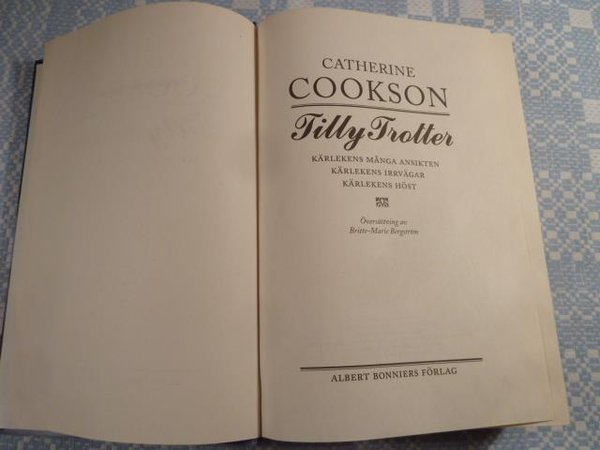 CATHERINE
COOKSON
Tilly Trotter
KÄRLEKENS MÅNGA ANSIKTEN
KÄRLEKENS IRRVÄGAR
KÄRLEKENS HÖST
Översättning av
Britte-Marie Bergström
ALBERT BONNIERS FÖRLAG